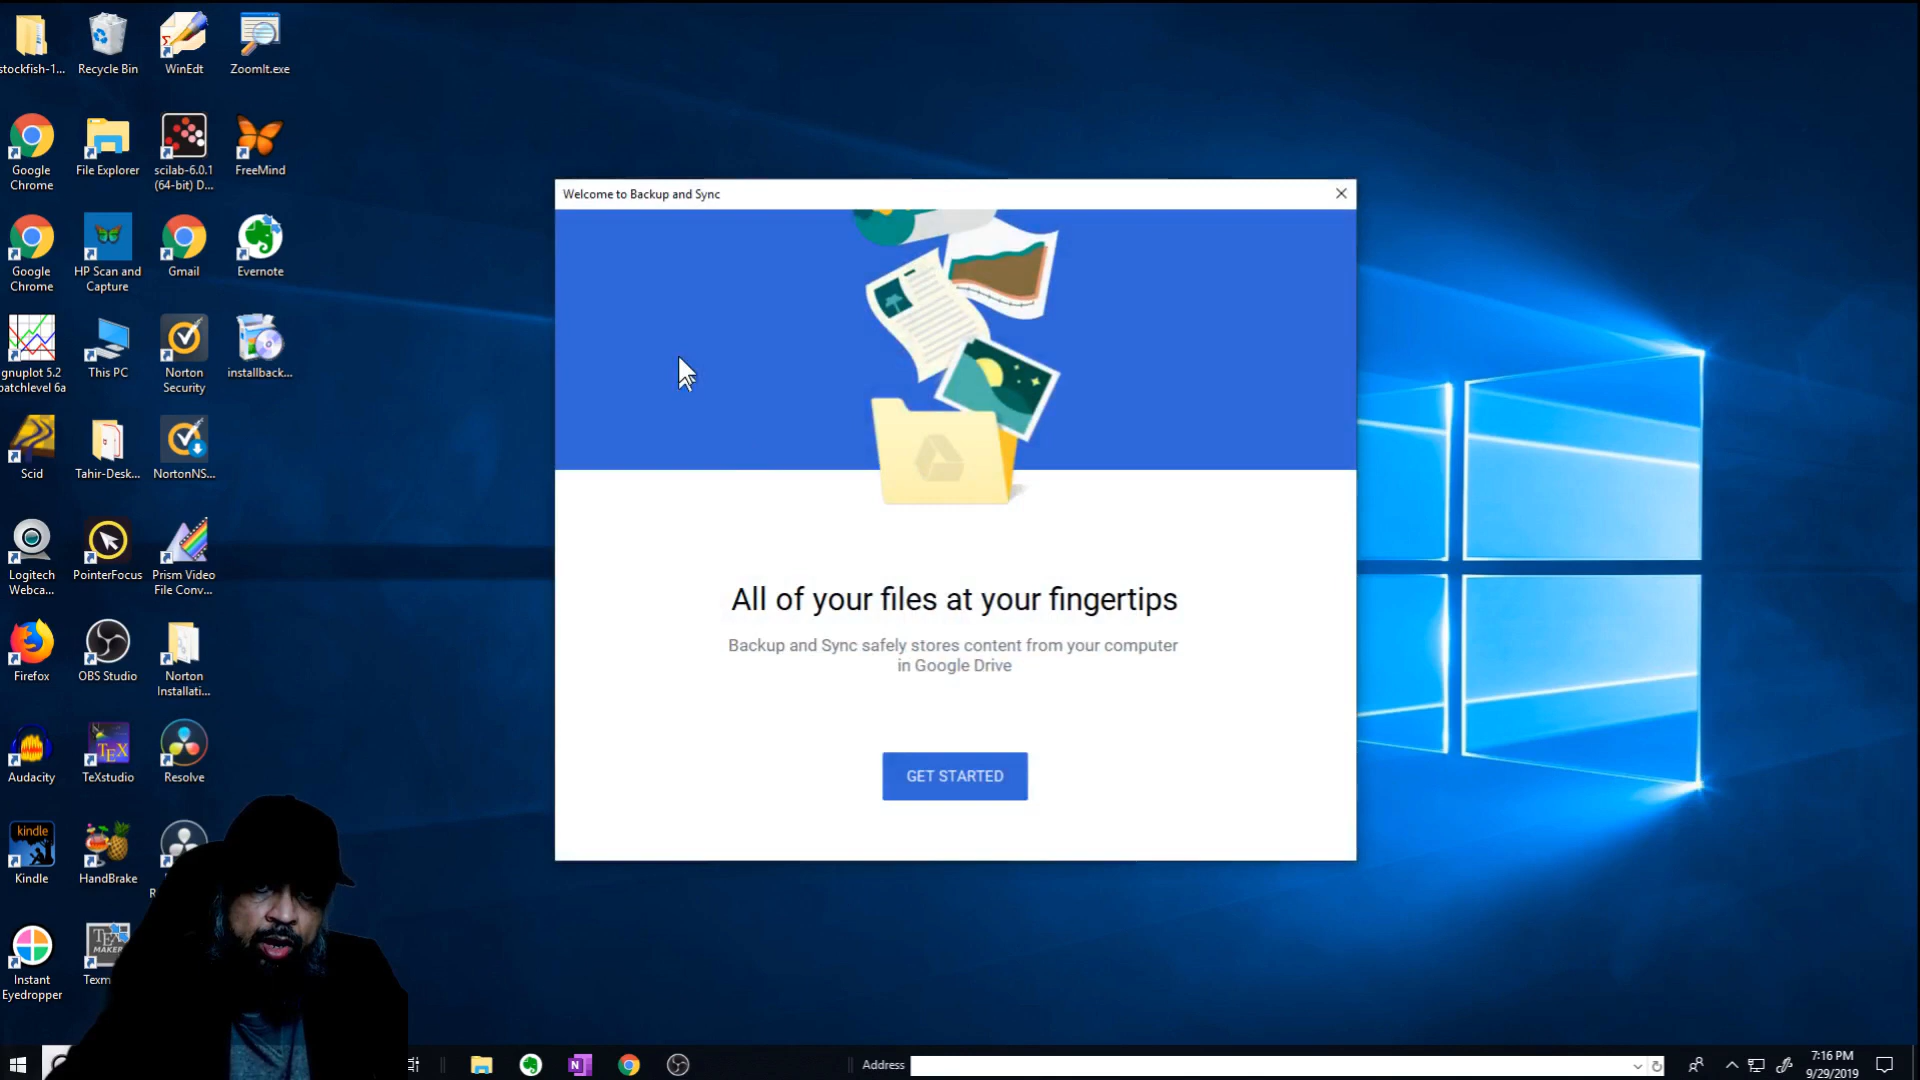 stockfish-1...
Recycle Bin
WinEdt
ZoomIt.exe
Google
Chrome
File Explorer
scilab-6.0.1
(64-bit) D...
FreeMind
Google
Chrome
HP Scan and
Capture
Gmail
Evernote
gnuplot 5.2
patchlevel 6a
This PC
Norton
Security
installback...
Scid
Tahir-Desk...
NortonNS...
Logitech
Webca...
PointerFocus
Prism Video
File Conv...
Firefox
OBS Studio
Norton
Installati...
Audacity
TEX
TeXstudio
Resolve
kindle
Kindle
HandBrake
R
Instant
Eyedropper
TEX
MAKER
Texm
Welcome to Backup and Sync
All of your files at your fingertips
Backup and Sync safely stores content from your computer
in Google Drive
GET STARTED
N
Address
7:16 PM
9/29/2019